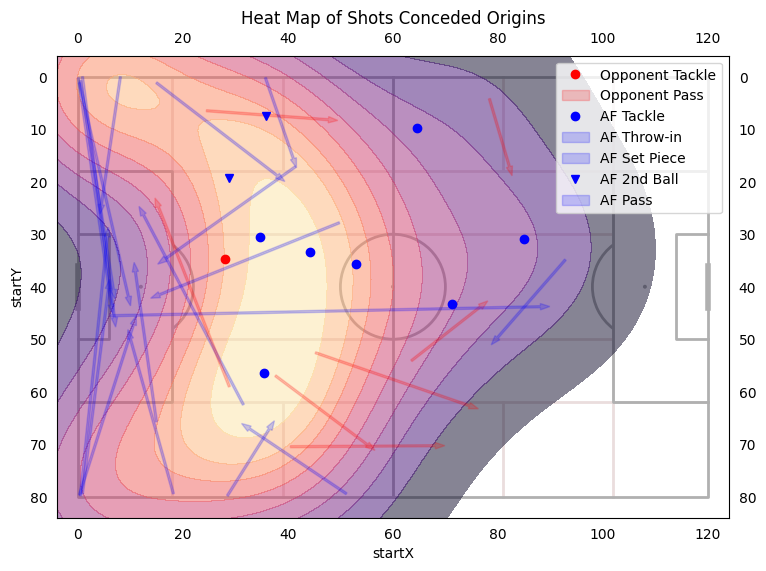 Heat Map of Shots Conceded Origins
0 20 40 60 80 100 120
Opponent Tackle
Opponent Pass
AF Tackle
AF Throw-in
AF Set Piece
AF 2nd Ball
AF Pass
startY
0 0
10 10
20 20
30 30
40 40
50 50
60 60
70 70
80 80
0 20 40 60 80 100 120
startX